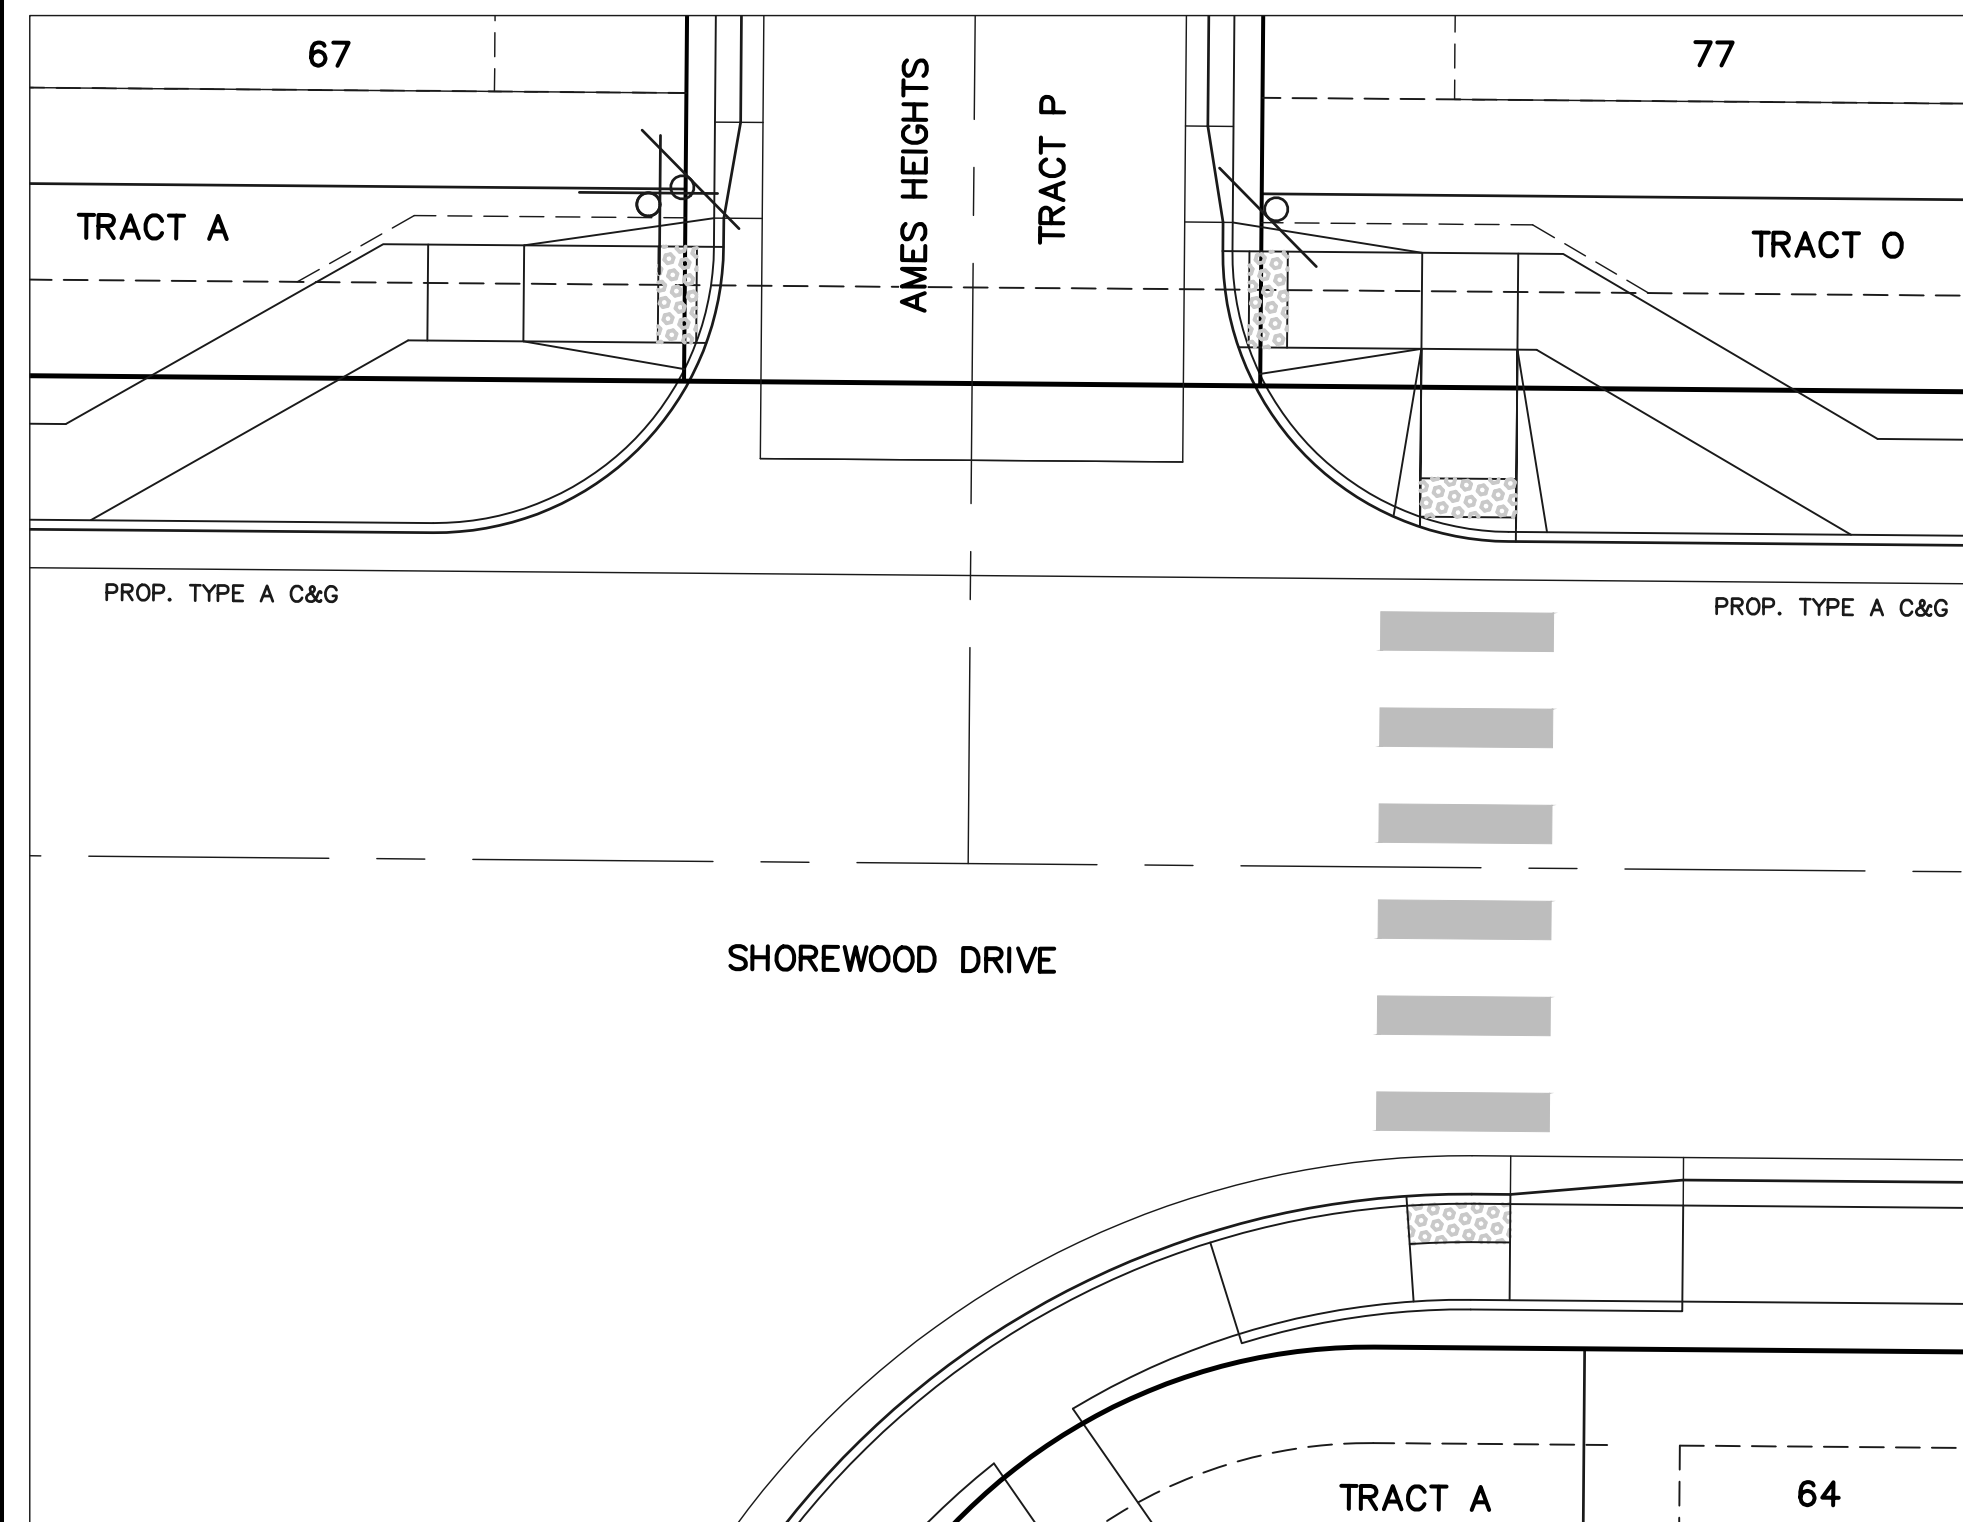 67
77
AMES HEIGHTS
TRACT P
TRACT A
TRACT O
PROP. TYPE A C&G
PROP. TYPE A C&G
SHOREWOOD DRIVE
TRACT A
64